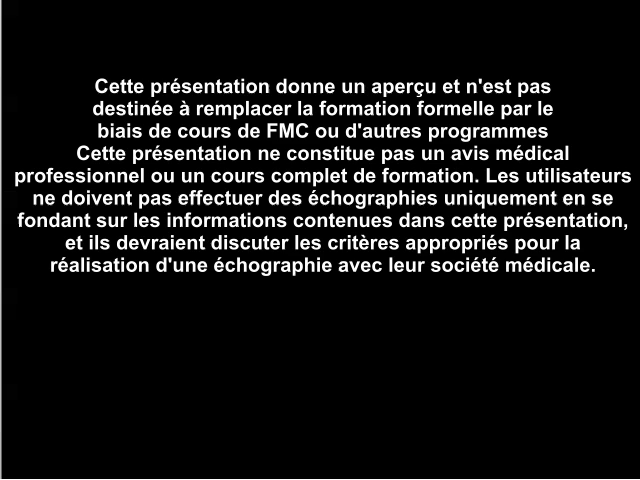 Cette présentation donne un aperçu et n'est pas
destinée à remplacer la formation formelle par le
biais de cours de FMC ou d'autres programmes
Cette présentation ne constitue pas un avis médical
professionnel ou un cours complet de formation. Les utilisateurs
ne doivent pas effectuer des échographies uniquement en se
fondant sur les informations contenues dans cette présentation,
et ils devraient discuter les critères appropriés pour la
réalisation d'une échographie avec leur société médicale.